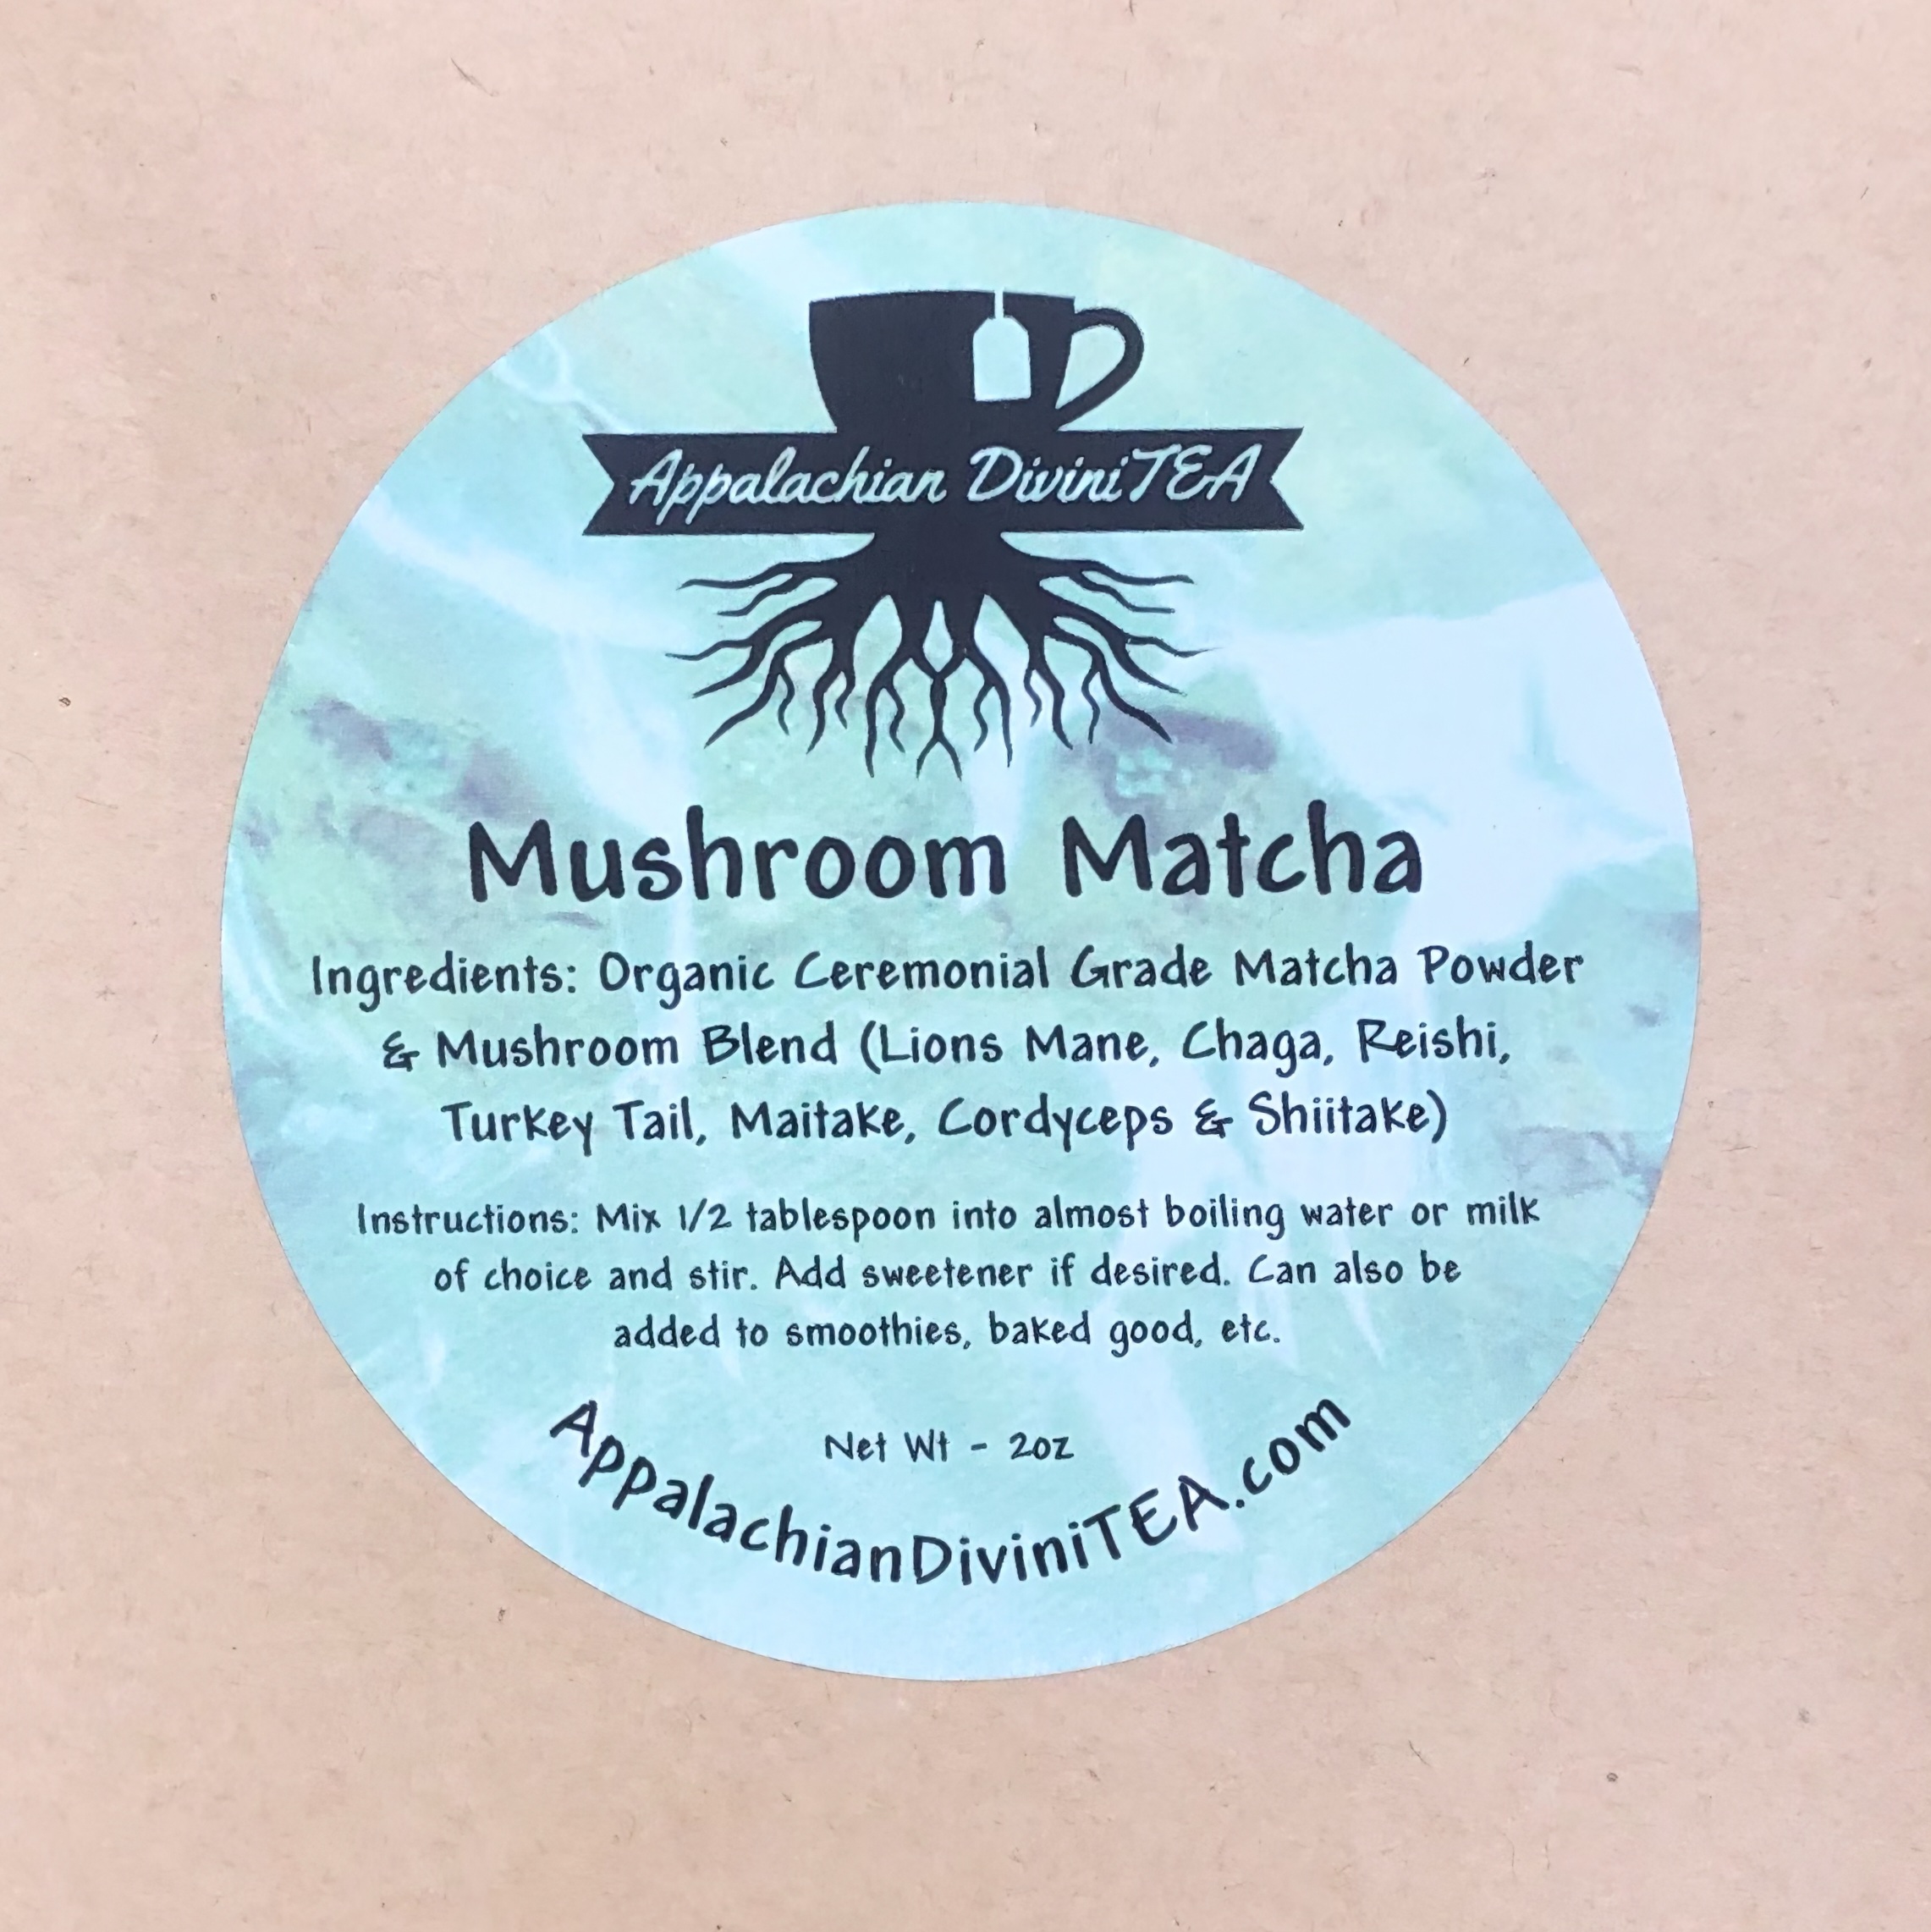 Appalachian DiviniTEA
Mushroom Matcha
Ingredients: Organic Ceremonial Grade Matcha Powder
& Mushroom Blend (Lions Mane, Chaga, Reishi,
Turkey Tail, Maitake, Cordyceps & Shiitake)
Instructions: Mix 1/2 tablespoon into almost boiling water or milk
of choice and stir. Add sweetener if desired. Can also be
added to smoothies, baked good, etc.
Net Wt - 2oz
AppalachianDiviniTEA.com